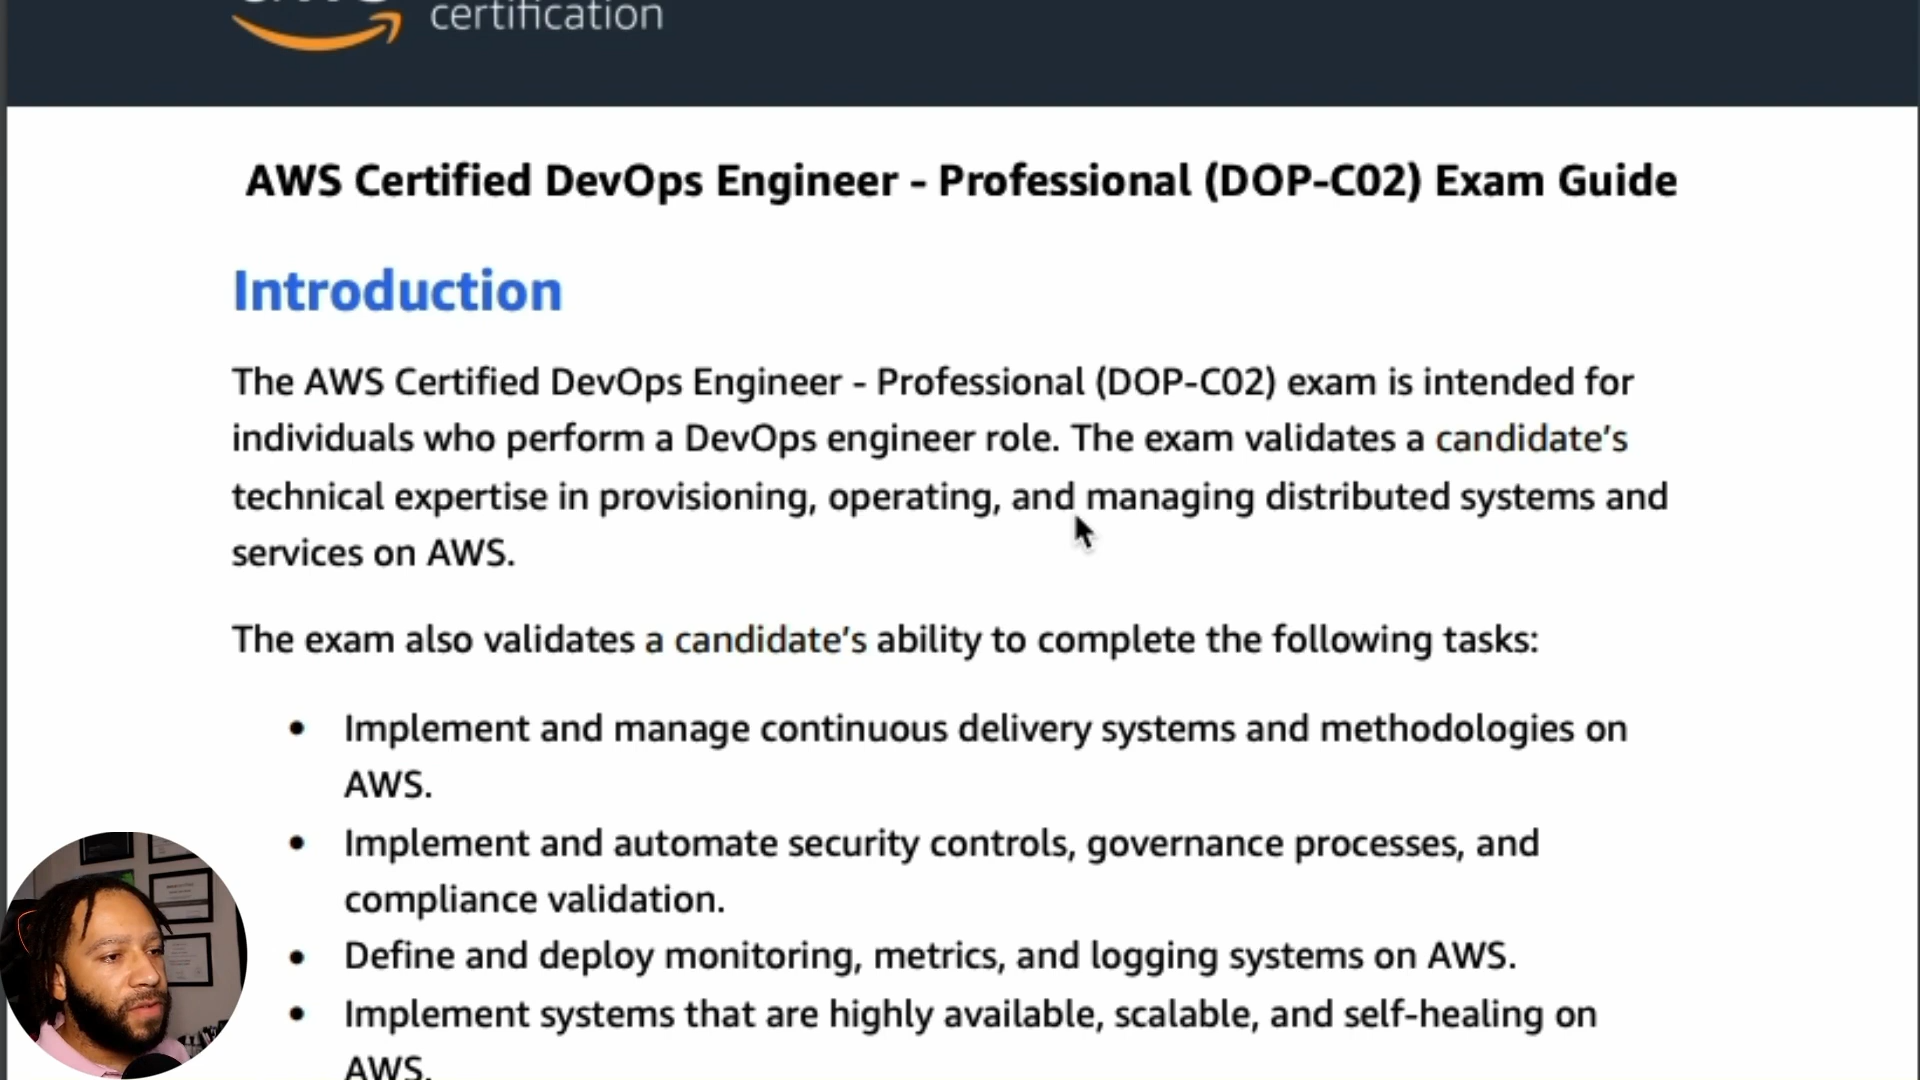 certification
AWS Certified DevOps Engineer - Professional (DOP-C02) Exam Guide
Introduction
The AWS Certified DevOps Engineer - Professional (DOP-C02) exam is intended for
individuals who perform a DevOps engineer role. The exam validates a candidate's
technical expertise in provisioning, operating, and managing distributed systems and
services on AWS.
The exam also validates a candidate's ability to complete the following tasks:
• Implement and manage continuous delivery systems and methodologies on
AWS.
• Implement and automate security controls, governance processes, and
compliance validation.
• Define and deploy monitoring, metrics, and logging systems on AWS.
• Implement systems that are highly available, scalable, and self-healing on
AWS.